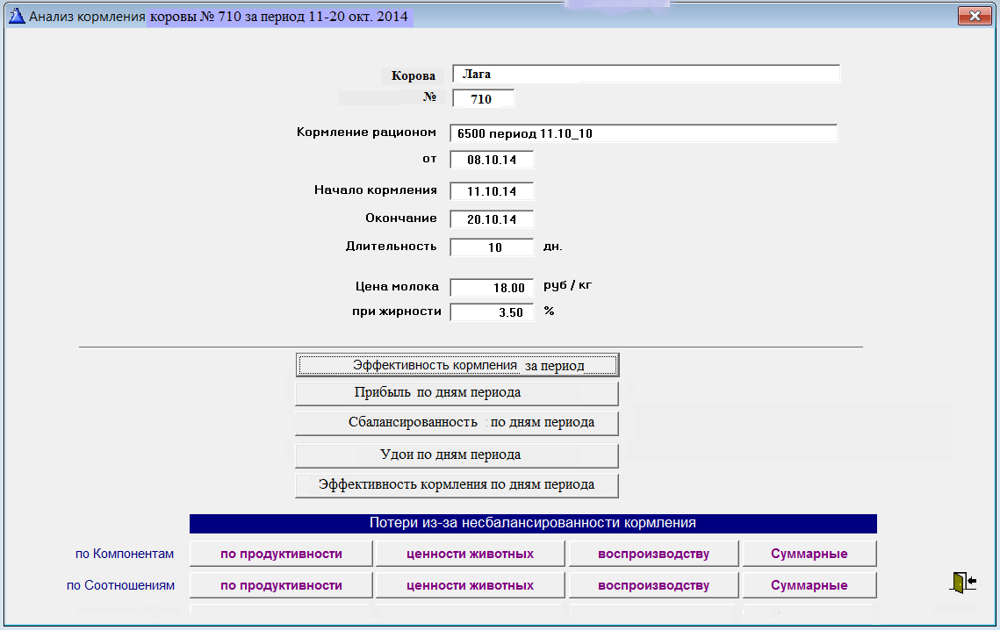 Анализ кормления коровы № 710 за период 11-20 окт. 2014
Корова Лага
№ 710
Кормление рационом 6500 период 11.10_10
от 08.10.14
Начало кормления 11.10.14
Окончание 20.10.14
Длительность 10 дн.
Цена молока 18.00 руб / кг
при жирности 3.50 %
Эффективность кормления за период
Прибыль по дням периода
Сбалансированность по дням периода
Удои по дням периода
Эффективность кормления по дням периода
Потери из-за несбалансированности кормления
по Компонентам по продуктивности ценности животных воспроизводству Суммарные
по Соотношениям по продуктивности ценности животных воспроизводству Суммарные